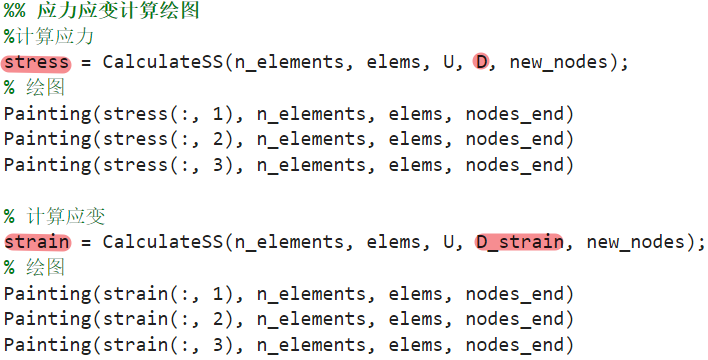 %% 应力应变计算绘图
%计算应力
stress = CalculateSS(n_elements, elems, U, D, new_nodes);
% 绘图
Painting(stress(:, 1), n_elements, elems, nodes_end)
Painting(stress(:, 2), n_elements, elems, nodes_end)
Painting(stress(:, 3), n_elements, elems, nodes_end)
% 计算应变
strain = CalculateSS(n_elements, elems, U, D_strain, new_nodes);
% 绘图
Painting(strain(:, 1), n_elements, elems, nodes_end)
Painting(strain(:, 2), n_elements, elems, nodes_end)
Painting(strain(:, 3), n_elements, elems, nodes_end)